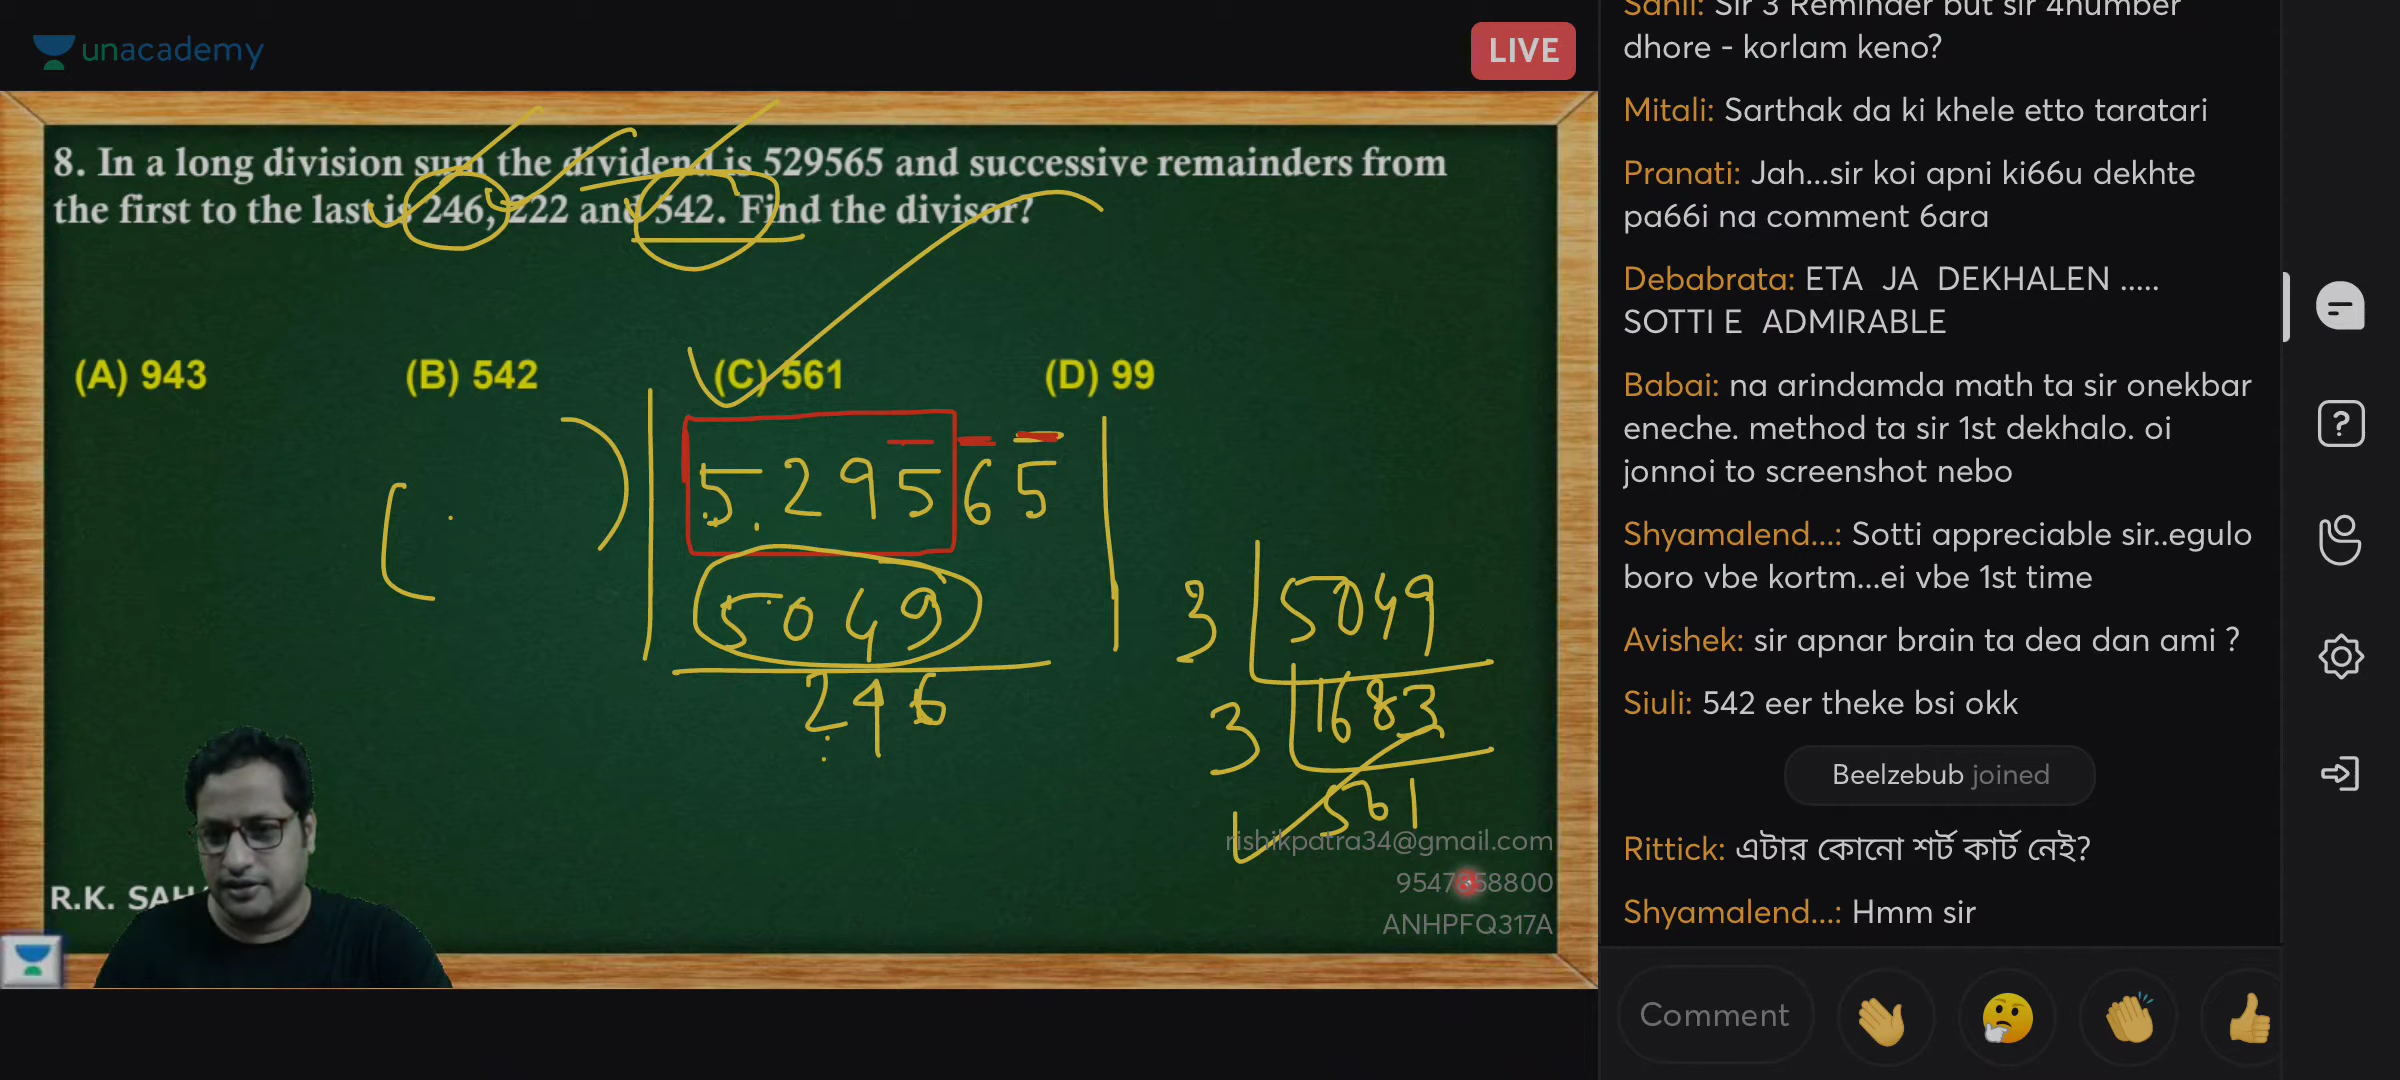 unacademy
LIVE
8. In a long division sum the dividend is 529565 and successive remainders from
the first to the last is 246, 222 and 542. Find the divisor?
(A) 943 (B) 542 (C) 561 (D) 99
529565
5049
246
3 5049
3 1683
561
rishikpatra34@gmail.com
8800
ANHPFQ317A
R.K. SAH
Sahil: Sir 3 Reminder but sir 4number
dhore - korlam keno?
Mitali: Sarthak da ki khele etto taratari
Pranati: Jah...sir koi apni ki66u dekhte
pa66i na comment 6ara
Debabrata: ETA JA DEKHALEN .....
SOTTI E ADMIRABLE
Babai: na arindamda math ta sir onekbar
eneche. method ta sir 1st dekhalo. oi
jonnoi to screenshot nebo
Shyamalend...: Sotti appreciable sir..egulo
boro vbe kortm...ei vbe 1st time
Avishek: sir apnar brain ta dea dan ami ?
Siuli: 542 eer theke bsi okk
Beelzebub joined
Rittick: এটার কোনো শর্ট কার্ট নেই?
Shyamalend...: Hmm sir
Comment